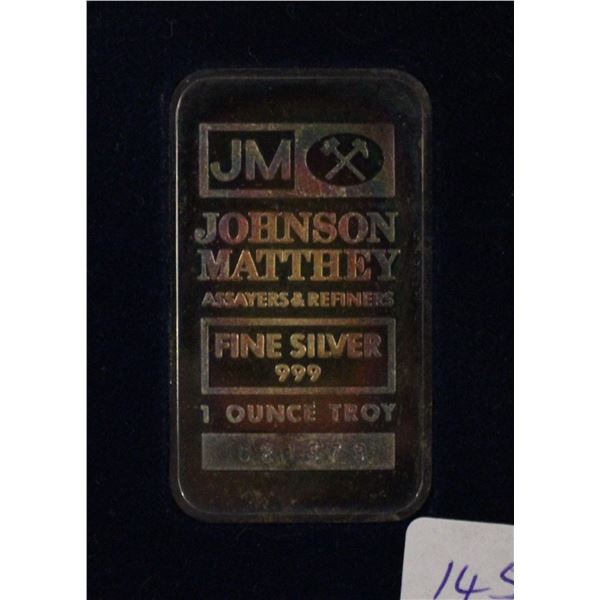 JM
JOHNSON
MATTHEY
ASSAYERS & REFINERS
FINE SILVER
999
1 OUNCE TROY